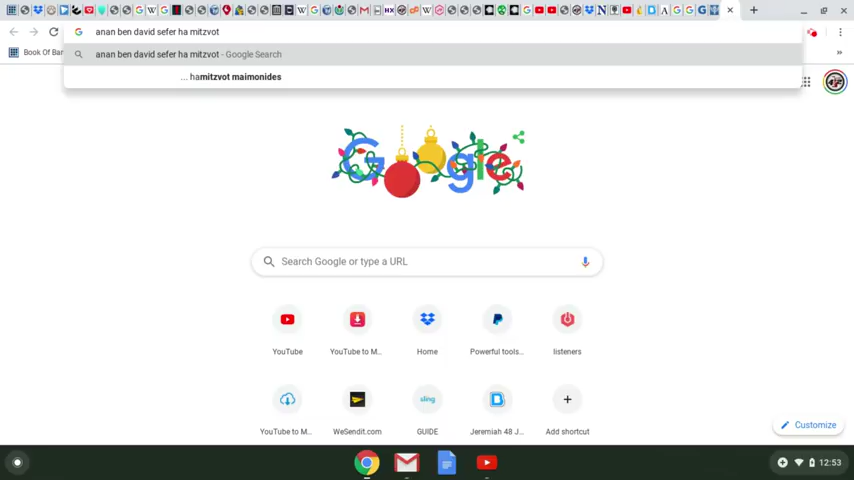 anan ben david sefer ha mitzvot
Book Of Bar
»
anan ben david sefer ha mitzvot - Google Search
... hamitzvot maimonides
Google
Search Google or type a URL
YouTube
YouTube to M...
Home
Powerful tools...
listeners
sling
YouTube to M...
WeSendit.com
GUIDE
Jeremiah 48 J...
Add shortcut
Customize
12:53